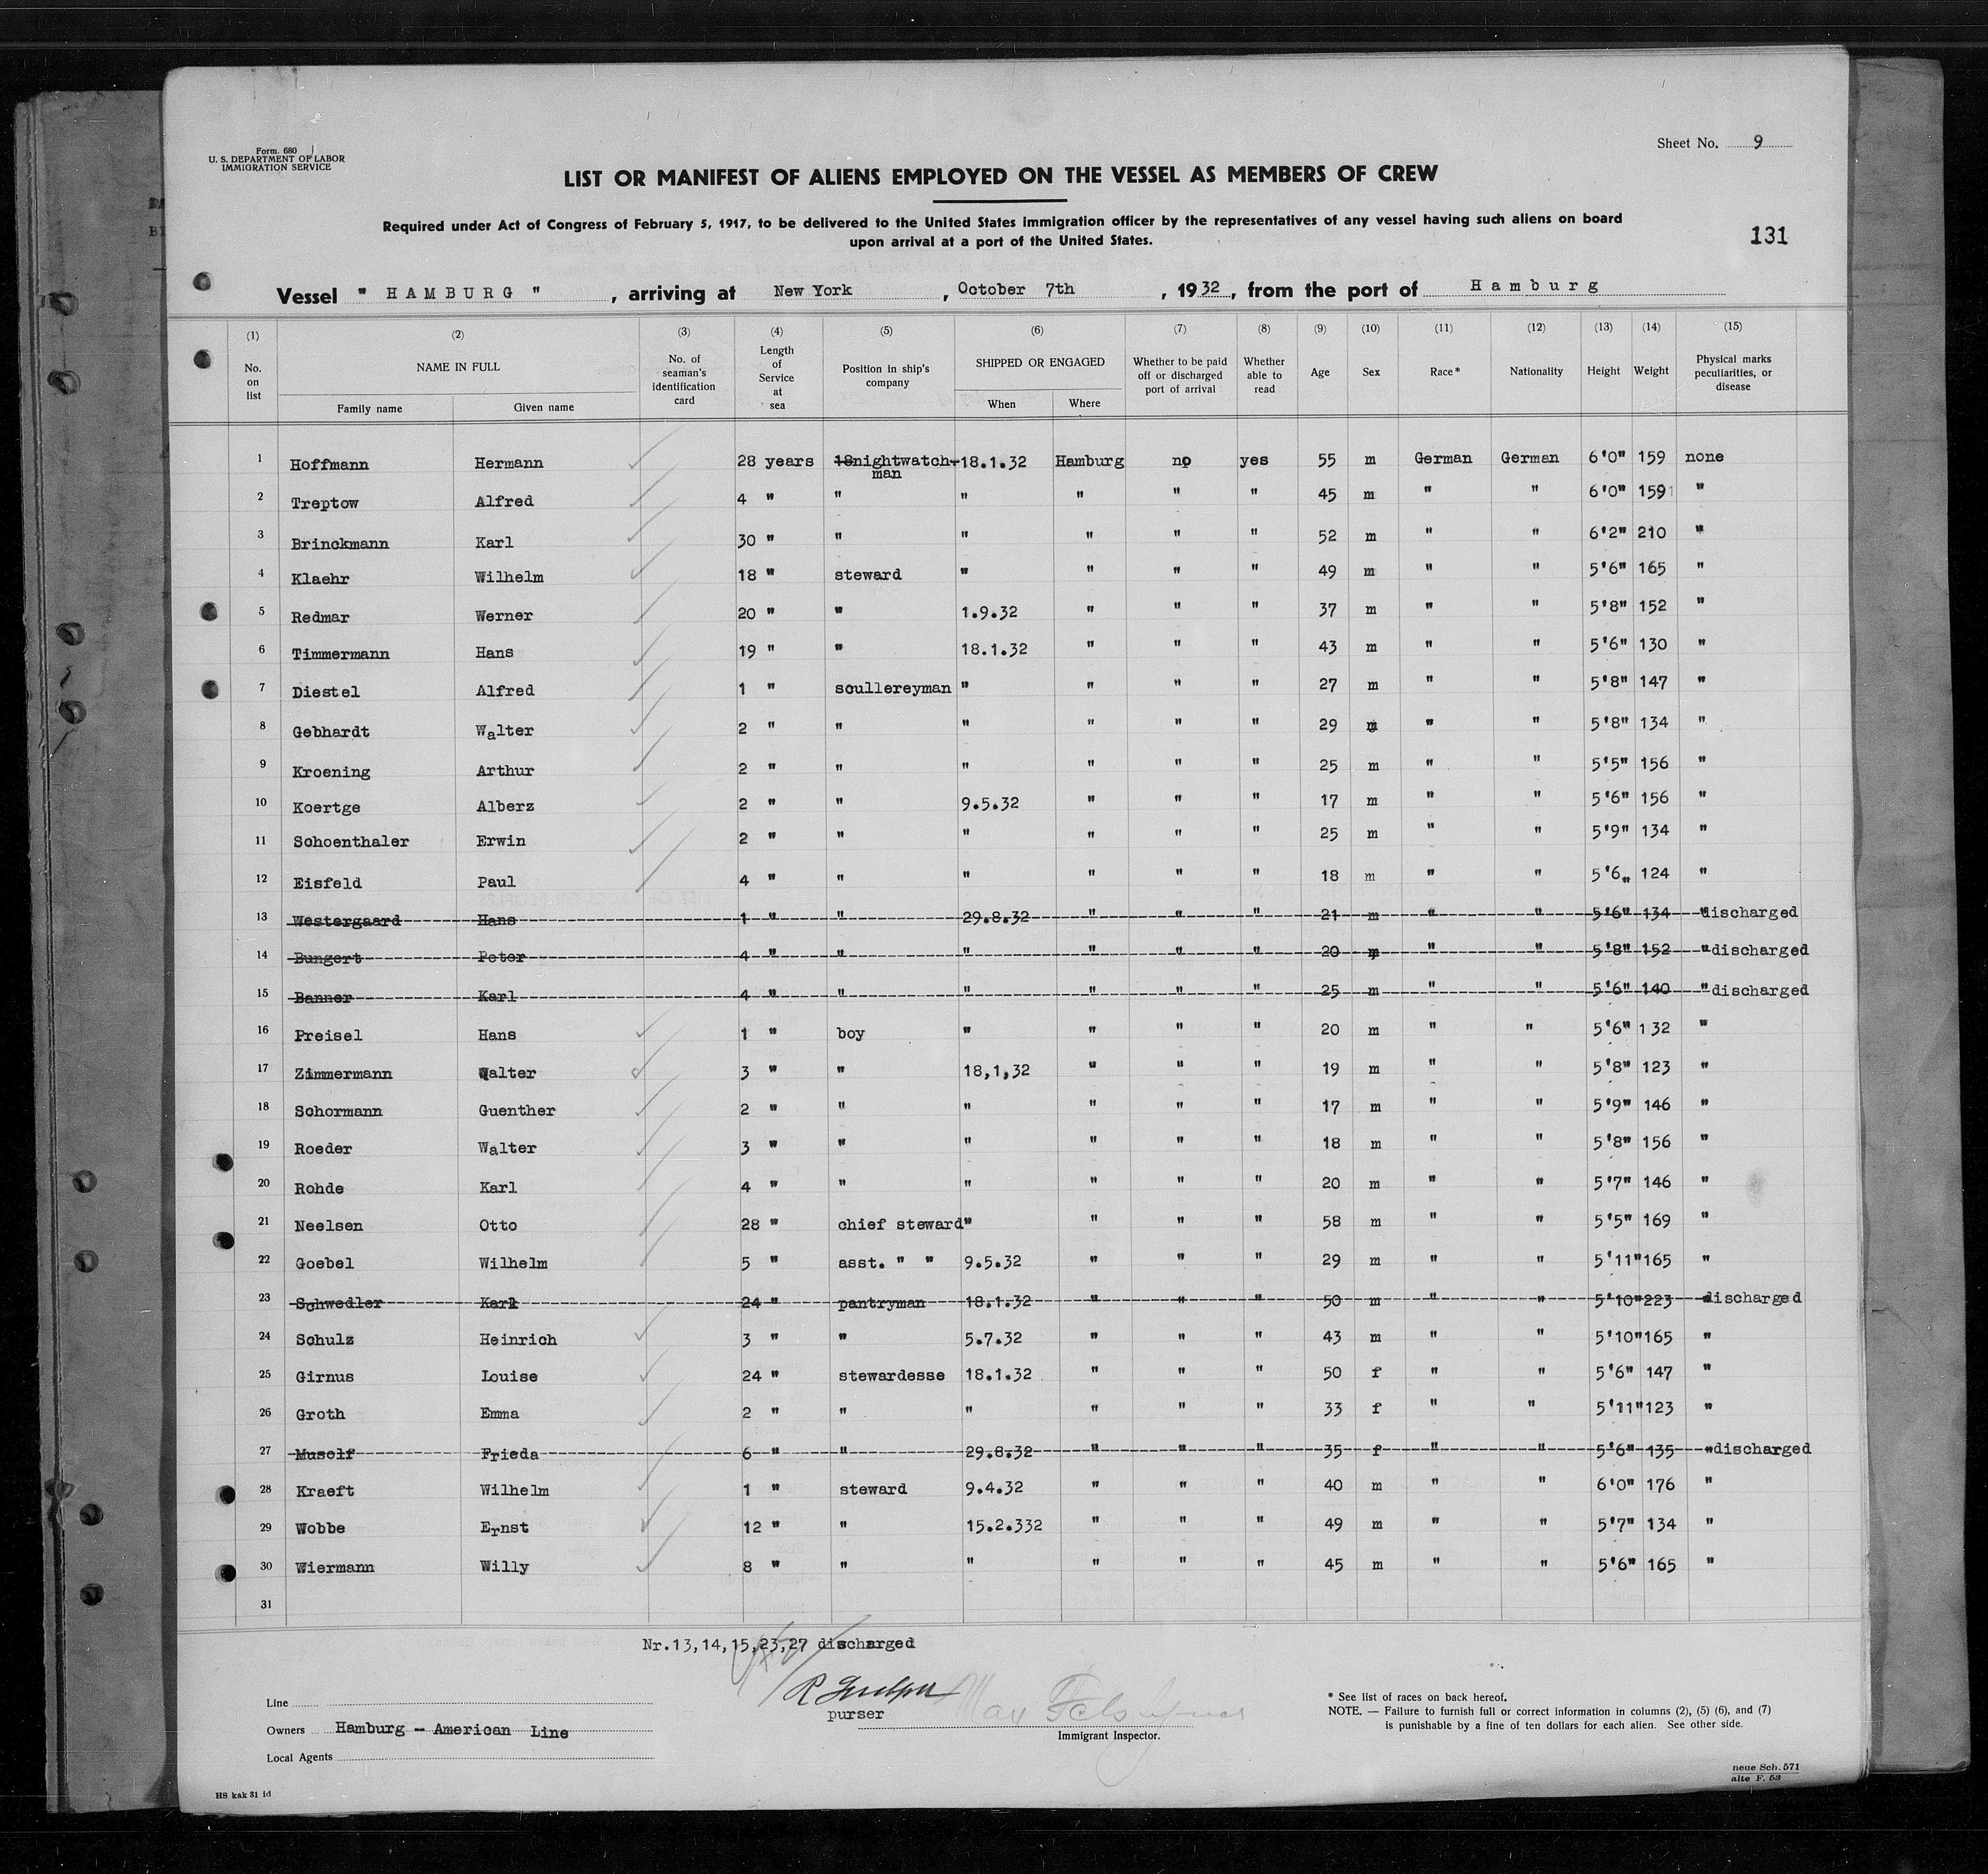 Form. 680
U. S. DEPARTMENT OF LABOR
IMMIGRATION SERVICE
Sheet No. 9
LIST OR MANIFEST OF ALIENS EMPLOYED ON THE VESSEL AS MEMBERS OF CREW
Required under Act of Congress of February 5, 1917, to be delivered to the United States immigration officer by the representatives of any vessel having such aliens on board
upon arrival at a port of the United States.
131
Vessel " HAMBURG " , arriving at New York , October 7th , 1932 , from the port of Hamburg
(1) (2) (3) (4) (5) (6) (7) (8) (9) (10) (11) (12) (13) (14) (15)
No. on list NAME IN FULL Family name Given name No. of seaman's identification card Length of Service at sea Position in ship's company SHIPPED OR ENGAGED When Where Whether to be paid off or discharged port of arrival Whether able to read Age Sex Race* Nationality Height Weight Physical marks peculiarities, or disease
1 Hoffmann Hermann 28 years 18nightwatch- 18.1.32 Hamburg no yes 55 m German German 6'0" 159 none
man
2 Treptow Alfred 4 " " " " " " 45 m " " 6'0" 159 "
3 Brinckmann Karl 30 " " " " " " 52 m " " 6'2" 210 "
4 Klaehr Wilhelm 18 " steward " " " " 49 m " " 5'6" 165 "
5 Redmar Werner 20 " " 1.9.32 " " " 37 m " " 5'8" 152 "
6 Timmermann Hans 19 " " 18.1.32 " " " 43 m " " 5'6" 130 "
7 Diestel Alfred 1 " scullereyman " " " " 27 m " " 5'8" 147 "
8 Gebhardt Walter 2 " " " " " " 29 m " " 5'8" 134 "
9 Kroening Arthur 2 " " " " " " 25 m " " 5'5" 156 "
10 Koertge Alberz 2 " " 9.5.32 " " " 17 m " " 5'6" 156 "
11 Schoenthaler Erwin 2 " " " " " " 25 m " " 5'9" 134 "
12 Eisfeld Paul 4 " " " " " " 18 m " " 5'6" 124 "
13 Westergaard Hans 1 " " 29.8.32 " " " 21 m " " 5'6" 134 "discharged
14 Bungert Peter 4 " " " " " " 20 m " " 5'8" 152 "discharged
15 Banner Karl 4 " " " " " " 25 m " " 5'6" 140 "discharged
16 Preisel Hans 1 " boy " " " " 20 m " " 5'6" 132 "
17 Zimmermann Walter 3 " " 18,1,32 " " " 19 m " " 5'8" 123 "
18 Schormann Guenther 2 " " " " " " 17 m " " 5'9" 146 "
19 Roeder Walter 3 " " " " " " 18 m " " 5'8" 156 "
20 Rohde Karl 4 " " " " " " 20 m " " 5'7" 146 "
21 Neelsen Otto 28 " chief steward " " " " 58 m " " 5'5" 169 "
22 Goebel Wilhelm 5 " asst. " " 9.5.32 " " " 29 m " " 5'11" 165 "
23 Schwedler Karl 24 " pantryman 18.1.32 " " " 50 m " " 5'10" 223 "discharged
24 Schulz Heinrich 3 " " 5.7.32 " " " 43 m " " 5'10" 165 "
25 Girnus Louise 24 " stewardesse 18.1.32 " " " 50 f " " 5'6" 147 "
26 Groth Emma 2 " " " " " " 33 f " " 5'11" 123 "
27 Musolf Frieda 6 " " 29.8.32 " " " 35 f " " 5'6" 135 "discharged
28 Kraeft Wilhelm 1 " steward 9.4.32 " " " 40 m " " 6'0" 176 "
29 Wobbe Ernst 12 " " 15.2.332 " " " 49 m " " 5'7" 134 "
30 Wiermann Willy 8 " " " " " " 45 m " " 5'6" 165 "
31
Nr.13,14,15,23,27 discharged
Line
purser
Owners Hamburg - American Line
Immigrant Inspector.
Local Agents
* See list of races on back hereof.
NOTE. — Failure to furnish full or correct information in columns (2), (5) (6), and (7)
is punishable by a fine of ten dollars for each alien. See other side.
neue Sch. 571
alte F. 53
HS kak 31 id